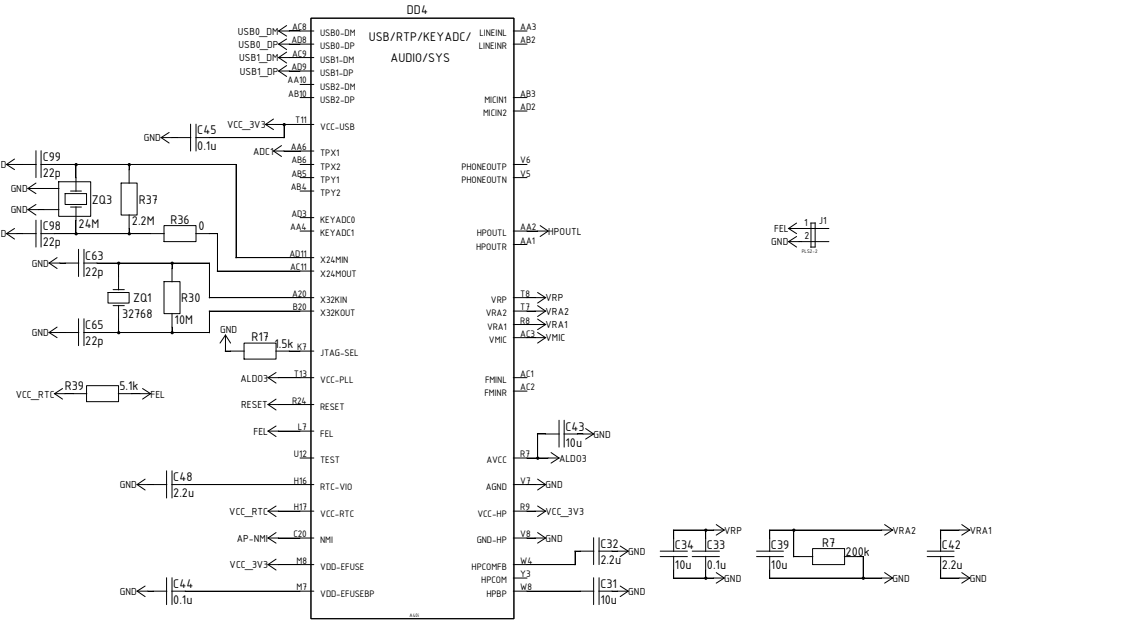 DD4
USB/RTP/KEYADC/
AUDIO/SYS
USB0_DM AC8 USB0-DM
USB0_DP AD8 USB0-DP
USB1_DM AC9 USB1-DM
USB1_DP AD9 USB1-DP
AA10 USB2-DM
AB10 USB2-DP
VCC_3V3 T11 VCC-USB
GND C45
0.1u
ADC1 AA6 TPX1
AB6 TPX2
AB5 TPY1
AB4 TPY2
AD3 KEYADC0
AA4 KEYADC1
C99
22p
GND
GND
ZQ3
24M
R37
2.2M
C98
22p
R36 0
AD11 X24MIN
AC11 X24MOUT
GND C63
22p
ZQ1
32768
R30
10M
GND C65
22p
A20 X32KIN
B20 X32KOUT
GND
R17 1.5k K7 JTAG-SEL
ALDO3 T13 VCC-PLL
VCC_RTC R39 5.1k FEL
RESET R24 RESET
FEL L7 FEL
U12 TEST
GND C48 H16 RTC-VIO
2.2u
VCC_RTC H17 VCC-RTC
AP-NMI C20 NMI
VCC_3V3 M8 VDD-EFUSE
GND C44 M7 VDD-EFUSEBP
0.1u
LINEINL AA3
LINEINR AB2
MICIN1 AB3
MICIN2 AD2
PHONEOUTP V6
PHONEOUTN V5
HPOUTL AA2 HPOUTL
HPOUTR AA1
VRP T8 VRP
VRA2 T7 VRA2
VRA1 R8 VRA1
VMIC AC3 VMIC
FMINL AC1
FMINR AC2
C43 GND
10u
AVCC R7 ALDO3
AGND V7 GND
VCC-HP R9 VCC_3V3
GND-HP V8 GND
HPCOMFB W4 C32 GND
2.2u
HPCOM Y3
HPBP W8 C31 GND
10u
AUD
FEL 1 J1
GND 2
PLS2-2
VRP
C34 C33
10u 0.1u
GND
VRA2
C39 R7 200k
10u
GND
VRA1
C42
2.2u
GND